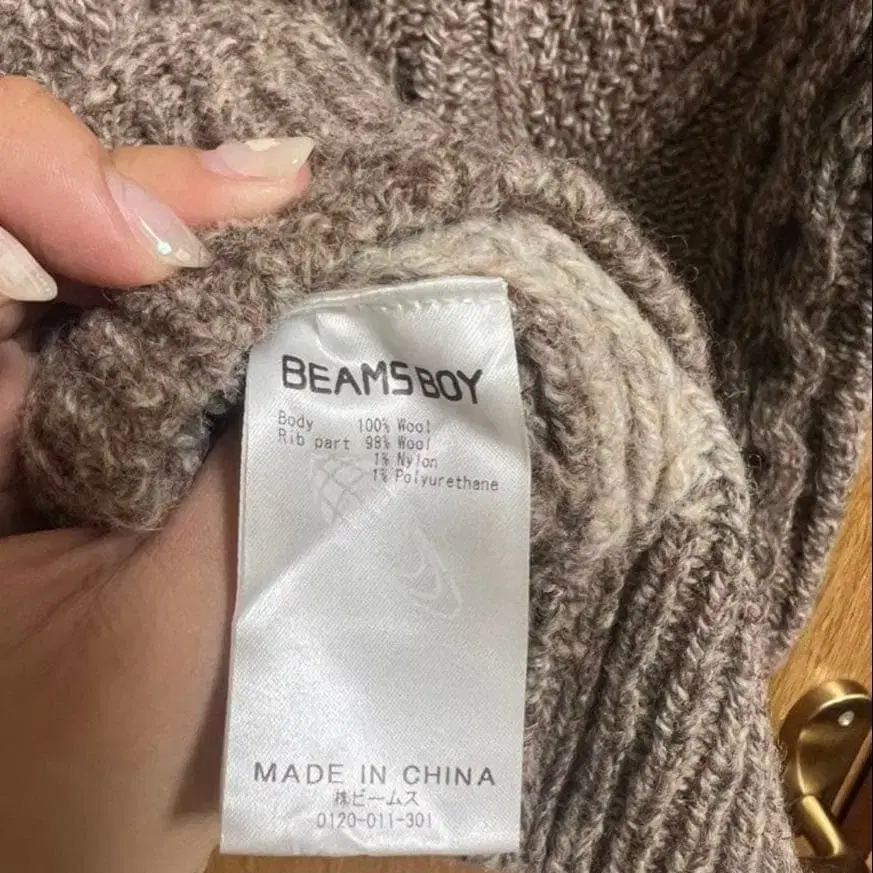 BEAMS BOY
Body 100% Wool
Rib part 98% Wool
1% Nylon
1% Polyurethane
MADE IN CHINA
㈱ビームス
0120-011-301